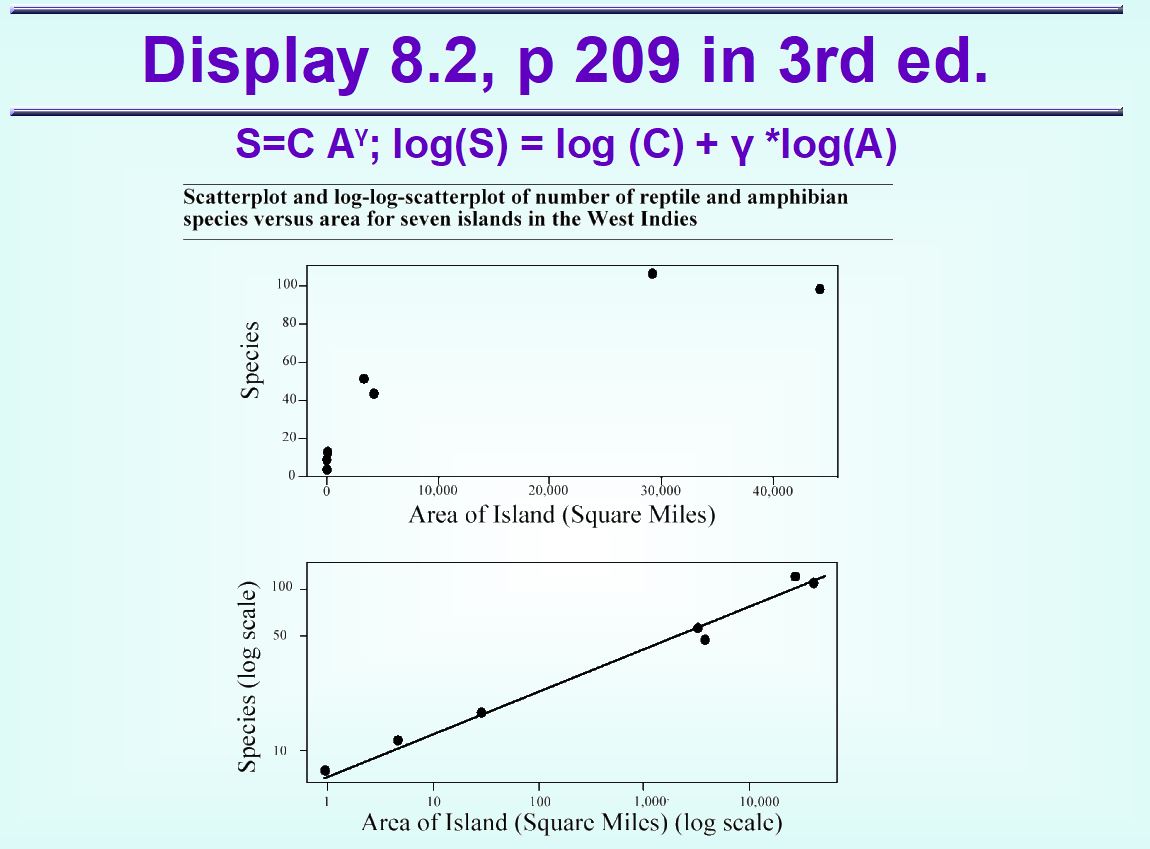 Display 8.2, p 209 in 3rd ed.
S=C Aᵞ; log(S) = log (C) + γ *log(A)
Scatterplot and log-log-scatterplot of number of reptile and amphibian
species versus area for seven islands in the West Indies
100
80
60
40
20
0
Species
0 10,000 20,000 30,000 40,000
Area of Island (Square Miles)
100
50
10
Species (log scale)
1 10 100 1,000 10,000
Area of Island (Square Miles) (log scale)